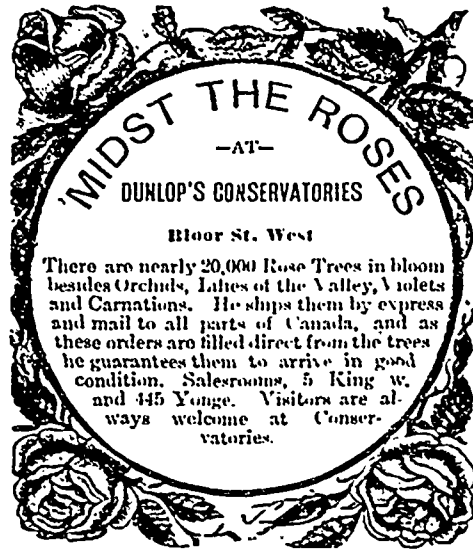 'MIDST THE ROSES
—AT—
DUNLOP'S CONSERVATORIES
Bloor St. West
There are nearly 20,000 Rose Trees in bloom
besides Orchids, Lilies of the Valley, Violets
and Carnations. He ships them by express
and mail to all parts of Canada, and as
these orders are filled direct from the trees
he guarantees them to arrive in good
condition. Salesrooms, 5 King w.
and 445 Yonge. Visitors are al-
ways welcome at Conser-
vatories.